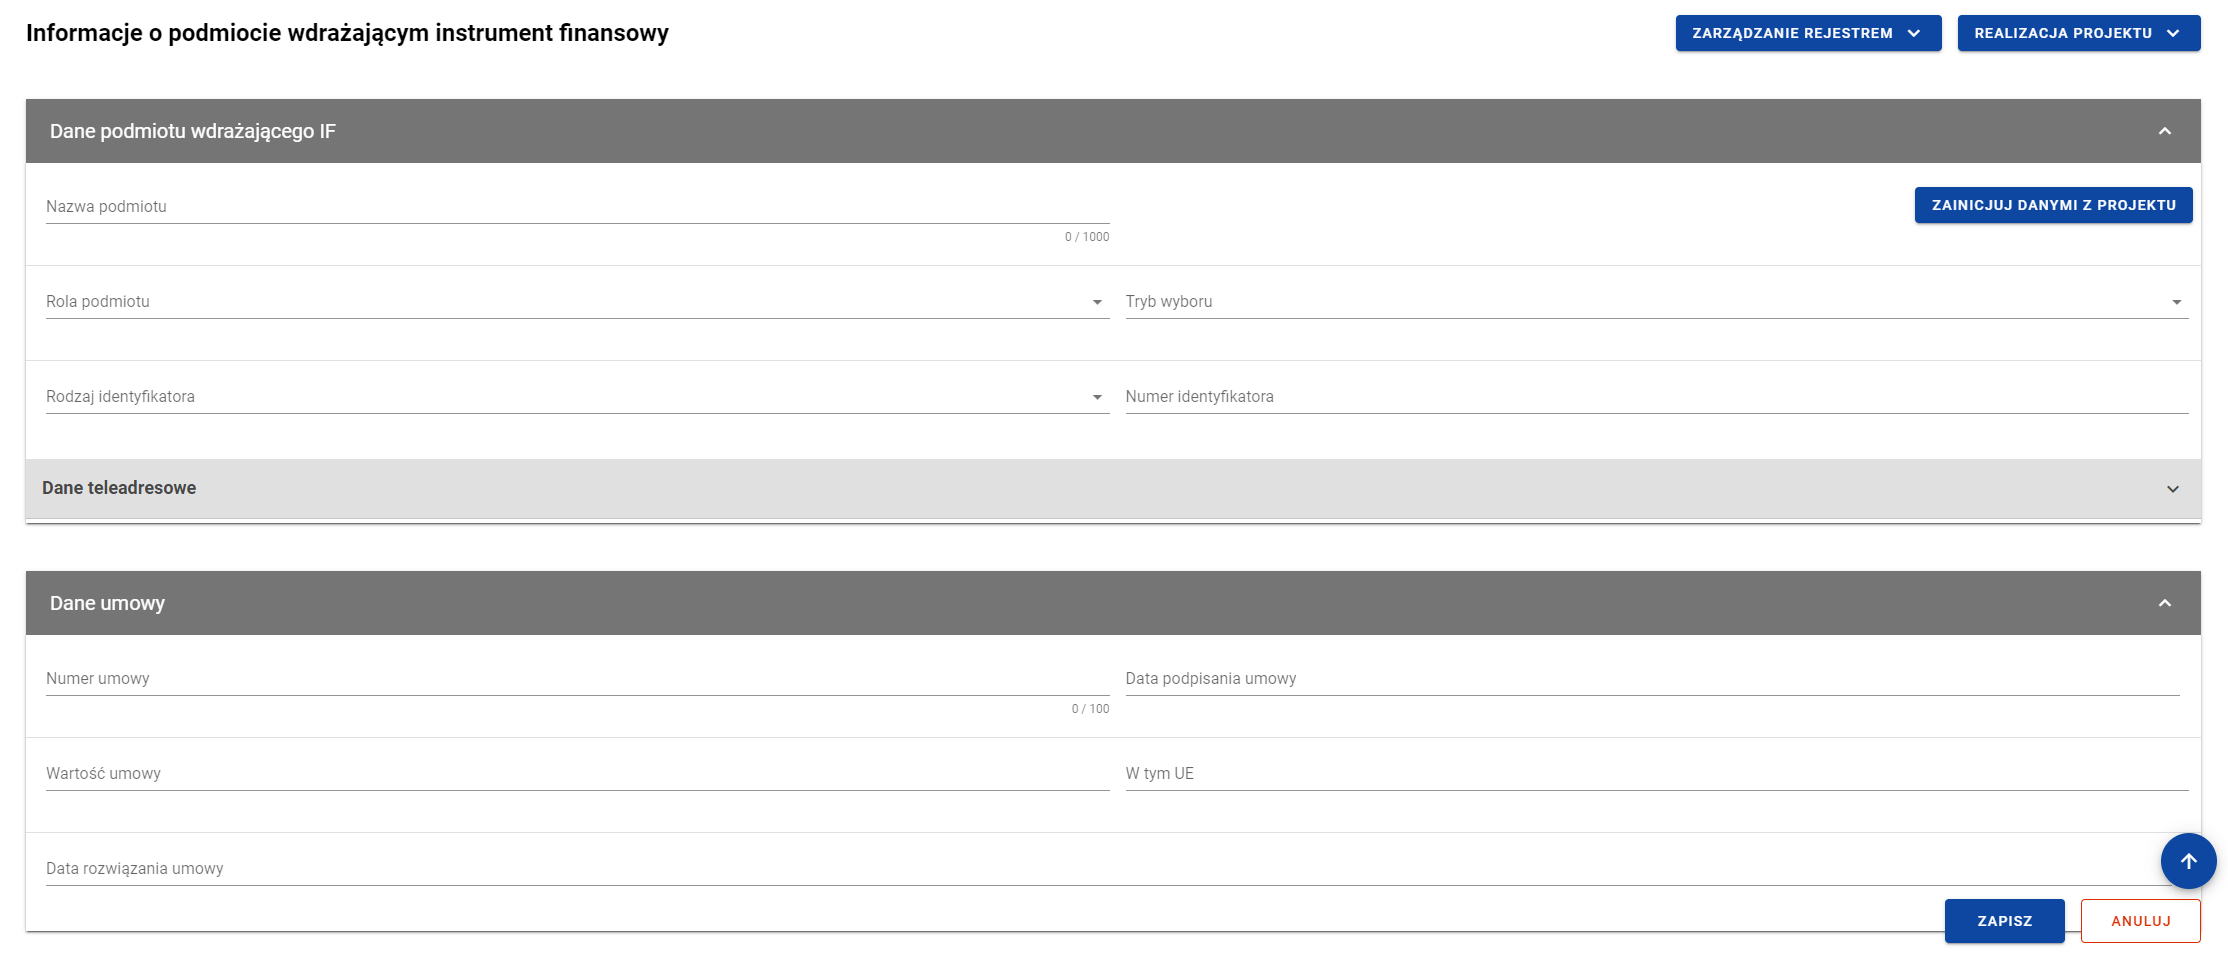 Informacje o podmiocie wdrażającym instrument finansowy
ZARZĄDZANIE REJESTREM
REALIZACJA PROJEKTU
Dane podmiotu wdrażającego IF
Nazwa podmiotu
ZAINICJUJ DANYMI Z PROJEKTU
0 / 1000
Rola podmiotu
Tryb wyboru
Rodzaj identyfikatora
Numer identyfikatora
Dane teleadresowe
Dane umowy
Numer umowy
Data podpisania umowy
0 / 100
Wartość umowy
W tym UE
Data rozwiązania umowy
ZAPISZ
ANULUJ